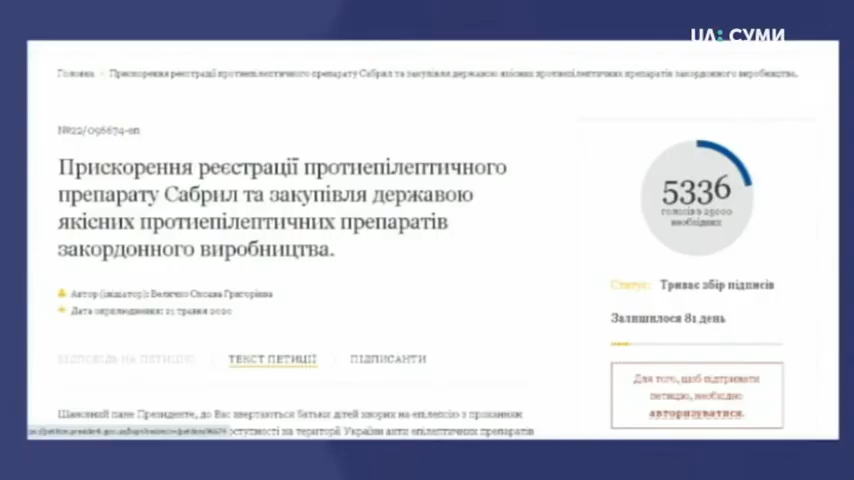 UA: СУМИ
Головна Прискорення реєстрації протиепілептичного препарату Сабрил та закупівля державою якісних протиепілептичних препаратів закордонного виробництва.
№22/096674-еп
Прискорення реєстрації протиепілептичного
препарату Сабрил та закупівля державою
якісних протиепілептичних препаратів
закордонного виробництва.
5336
голосів з 25000
необхідних
Автор (ініціатор): Величко Оксана Григорівна
Дата оприлюднення: 21 травня 2020
Статус: Триває збір підписів
Залишилося 81 день
ВІДПОВІДЬ НА ПЕТИЦІЮ ТЕКСТ ПЕТИЦІЇ ПІДПИСАНТИ
Для того, щоб підтримати
петицію, необхідно
авторизуватися.
Шановний пане Президенте, до Вас звертаються батьки дітей хворих на епілепсію з проханням
доступності на території України анти епілептичних препаратів